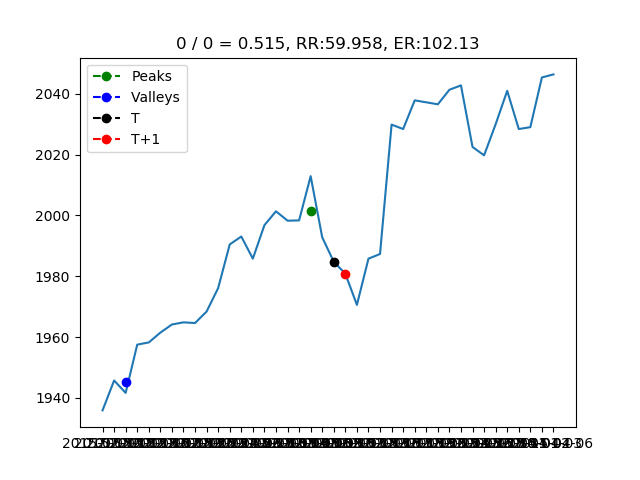 0 / 0 = 0.515, RR:59.958, ER:102.13
Peaks
Valleys
T
T+1
2040
2020
2000
1980
1960
1940